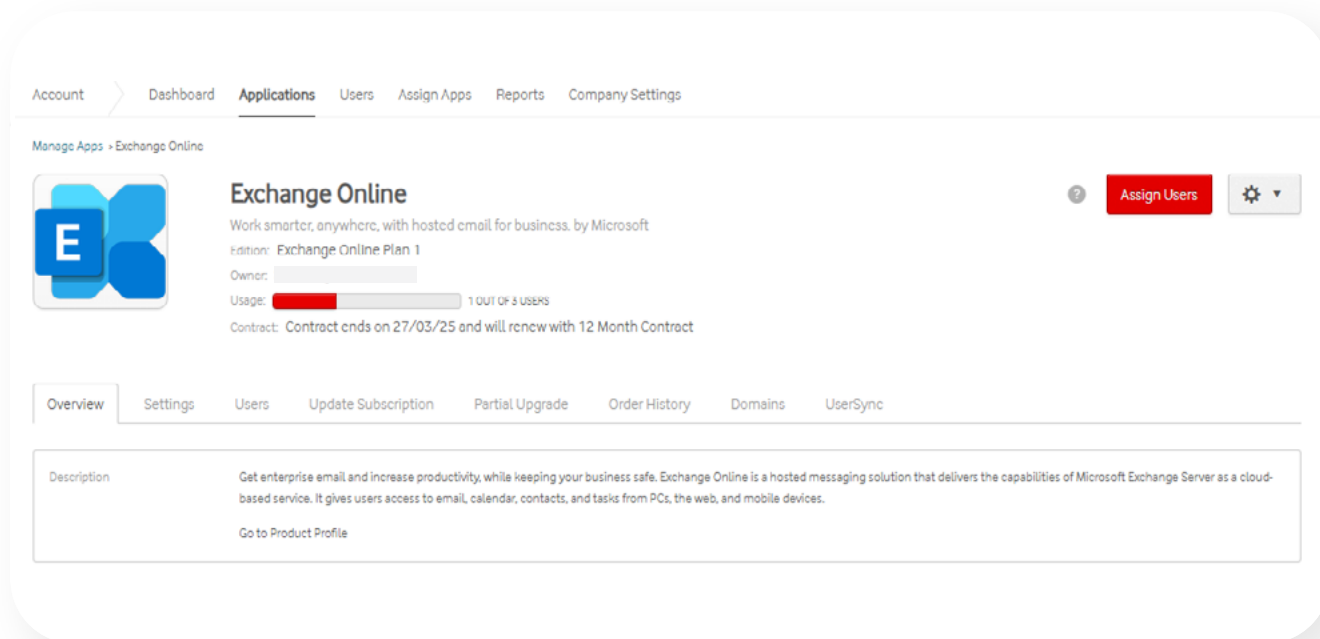 Account Dashboard Applications Users Assign Apps Reports Company Settings
Manage Apps › Exchange Online
E
Exchange Online
? Assign Users
Work smarter, anywhere, with hosted email for business. by Microsoft
Edition: Exchange Online Plan 1
Owner:
Usage: 1 OUT OF 3 USERS
Contract: Contract ends on 27/03/25 and will renew with 12 Month Contract
Overview Settings Users Update Subscription Partial Upgrade Order History Domains UserSync
Description Get enterprise email and increase productivity, while keeping your business safe. Exchange Online is a hosted messaging solution that delivers the capabilities of Microsoft Exchange Server as a cloud-
based service. It gives users access to email, calendar, contacts, and tasks from PCs, the web, and mobile devices.
Go to Product Profile